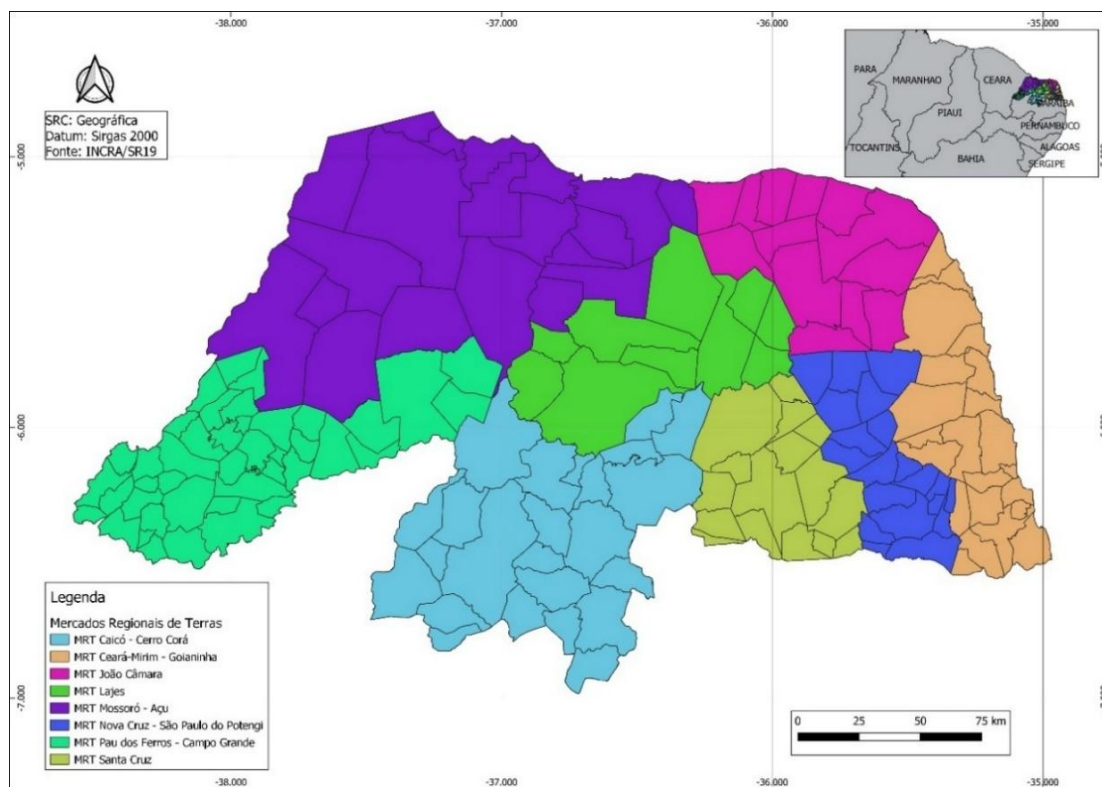 -38.000 -37.000 -36.000 -35.000
PARA
MARANHAO
CEARA
PIAUI
PERNAMBUCO
TOCANTINS
ALAGOAS
BAHIA
SERGIPE
SRC: Geográfica
Datum: Sirgas 2000
Fonte: INCRA/SR19
-5.000
-6.000
-7.000
Legenda
Mercados Regionais de Terras
MRT Caicó - Cerro Corá
MRT Ceará-Mirim - Goianinha
MRT João Câmara
MRT Lajes
MRT Mossoró - Açu
MRT Nova Cruz - São Paulo do Potengi
MRT Pau dos Ferros - Campo Grande
MRT Santa Cruz
0 25 50 75 km
-38.000 -37.000 -36.000 -35.000